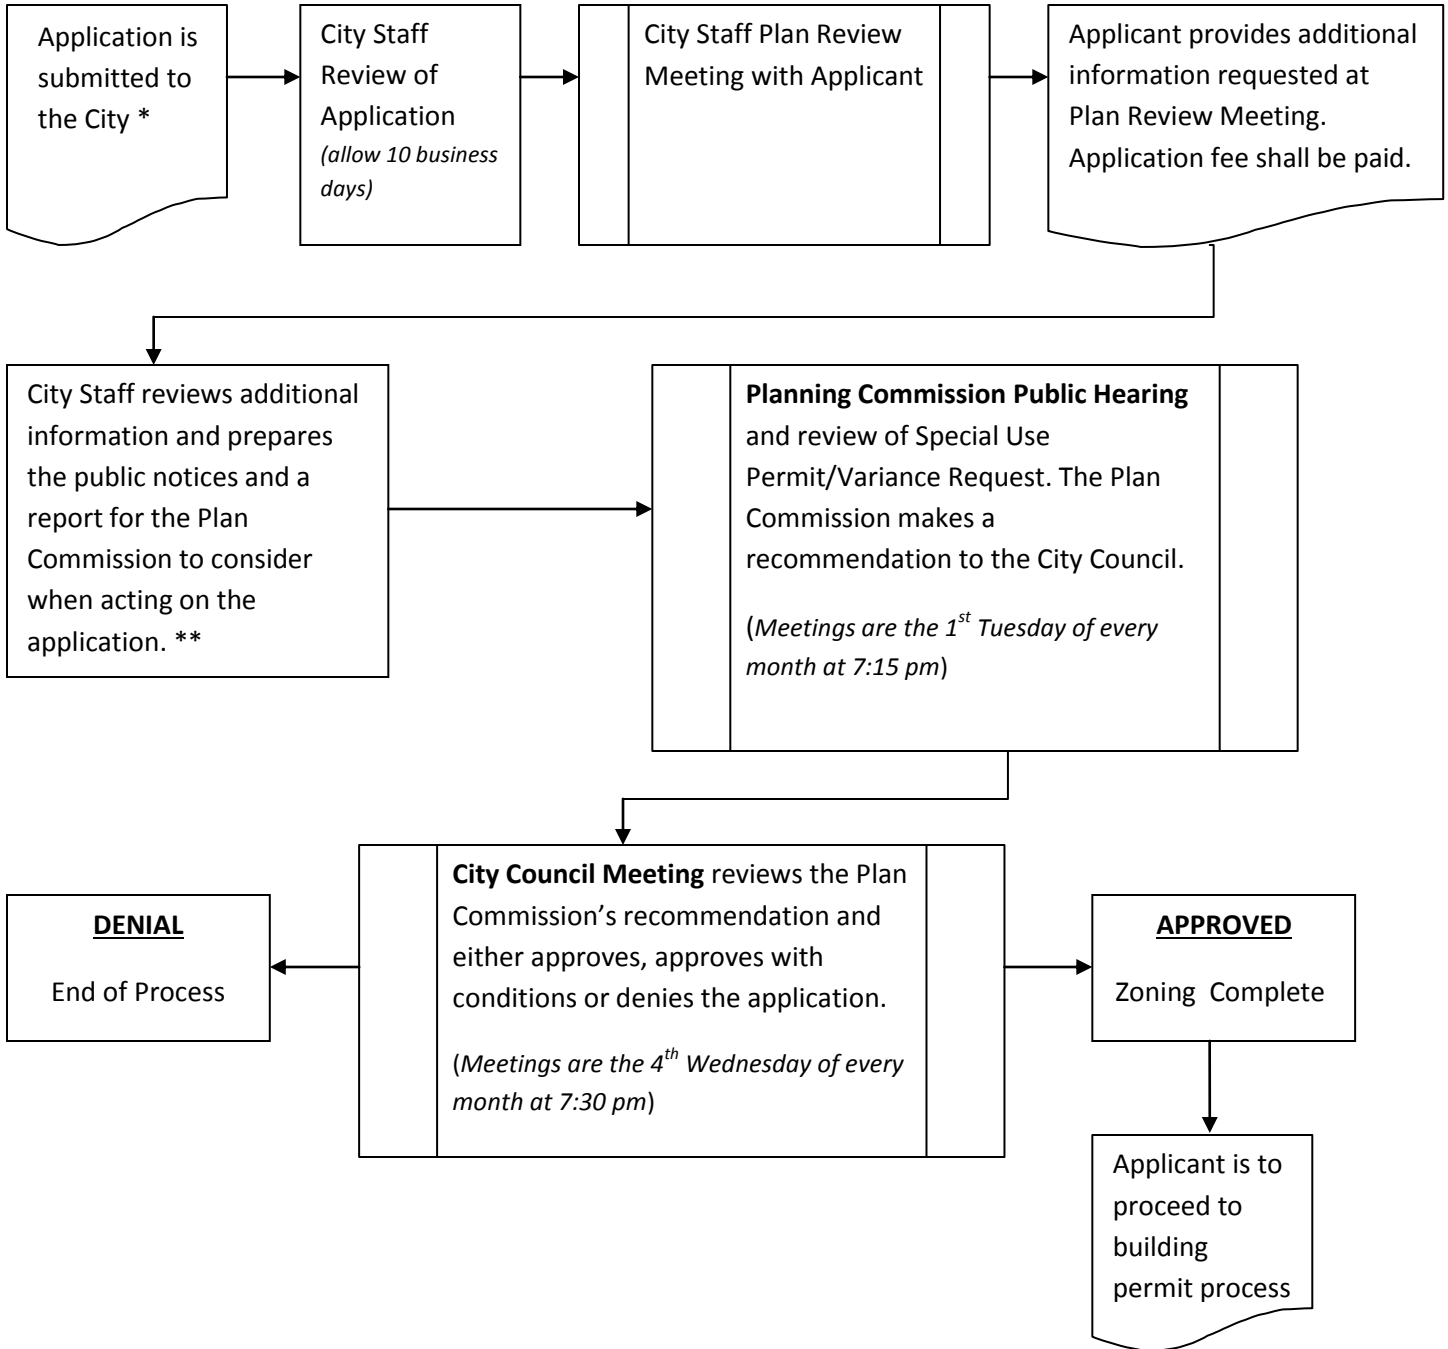 Application is
submitted to
the City *
City Staff
Review of
Application
(allow 10 business
days)
City Staff Plan Review
Meeting with Applicant
Applicant provides additional
information requested at
Plan Review Meeting.
Application fee shall be paid.
City Staff reviews additional
information and prepares
the public notices and a
report for the Plan
Commission to consider
when acting on the
application. **
Planning Commission Public Hearing
and review of Special Use
Permit/Variance Request. The Plan
Commission makes a
recommendation to the City Council.
(Meetings are the 1st Tuesday of every
month at 7:15 pm)
DENIAL
End of Process
City Council Meeting reviews the Plan
Commission’s recommendation and
either approves, approves with
conditions or denies the application.
(Meetings are the 4th Wednesday of every
month at 7:30 pm)
APPROVED
Zoning Complete
Applicant is to
proceed to
building
permit process